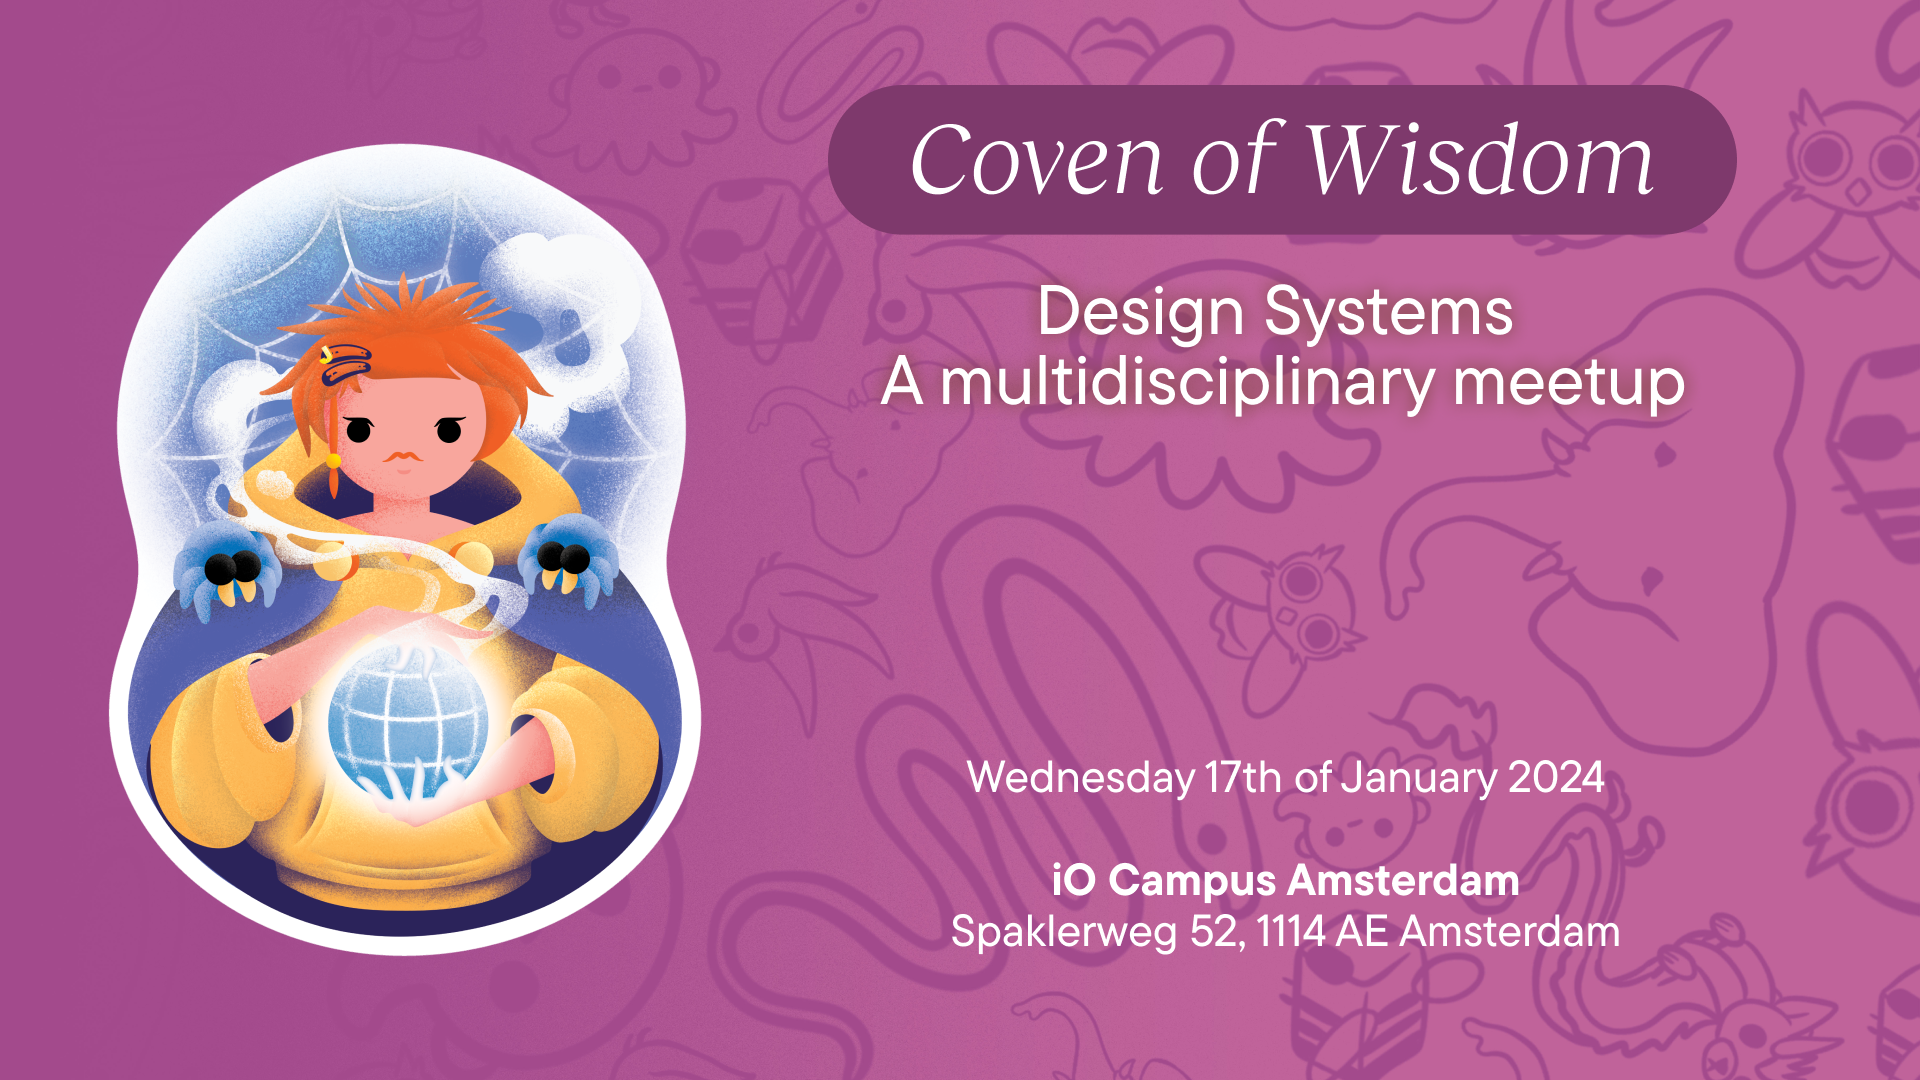 Coven of Wisdom
Design Systems
A multidisciplinary meetup
Wednesday 17th of January 2024
iO Campus Amsterdam
Spaklerweg 52, 1114 AE Amsterdam